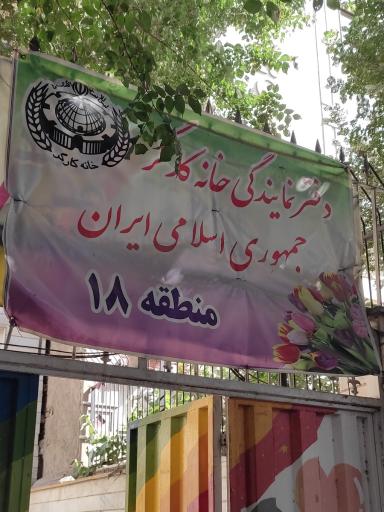 خانه کارگر
دفتر نمایندگی خانه کارگر
جمهوری اسلامی ایران
منطقه ۱۸